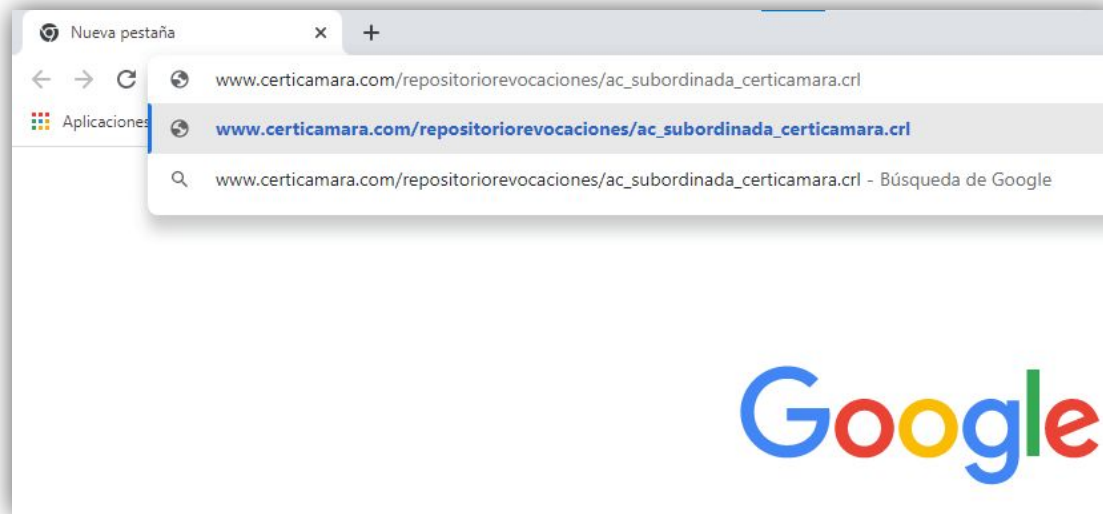 Nueva pestaña
www.certicamara.com/repositoriorevocaciones/ac_subordinada_certicamara.crl
Aplicaciones
www.certicamara.com/repositoriorevocaciones/ac_subordinada_certicamara.crl
www.certicamara.com/repositoriorevocaciones/ac_subordinada_certicamara.crl - Búsqueda de Google
Google